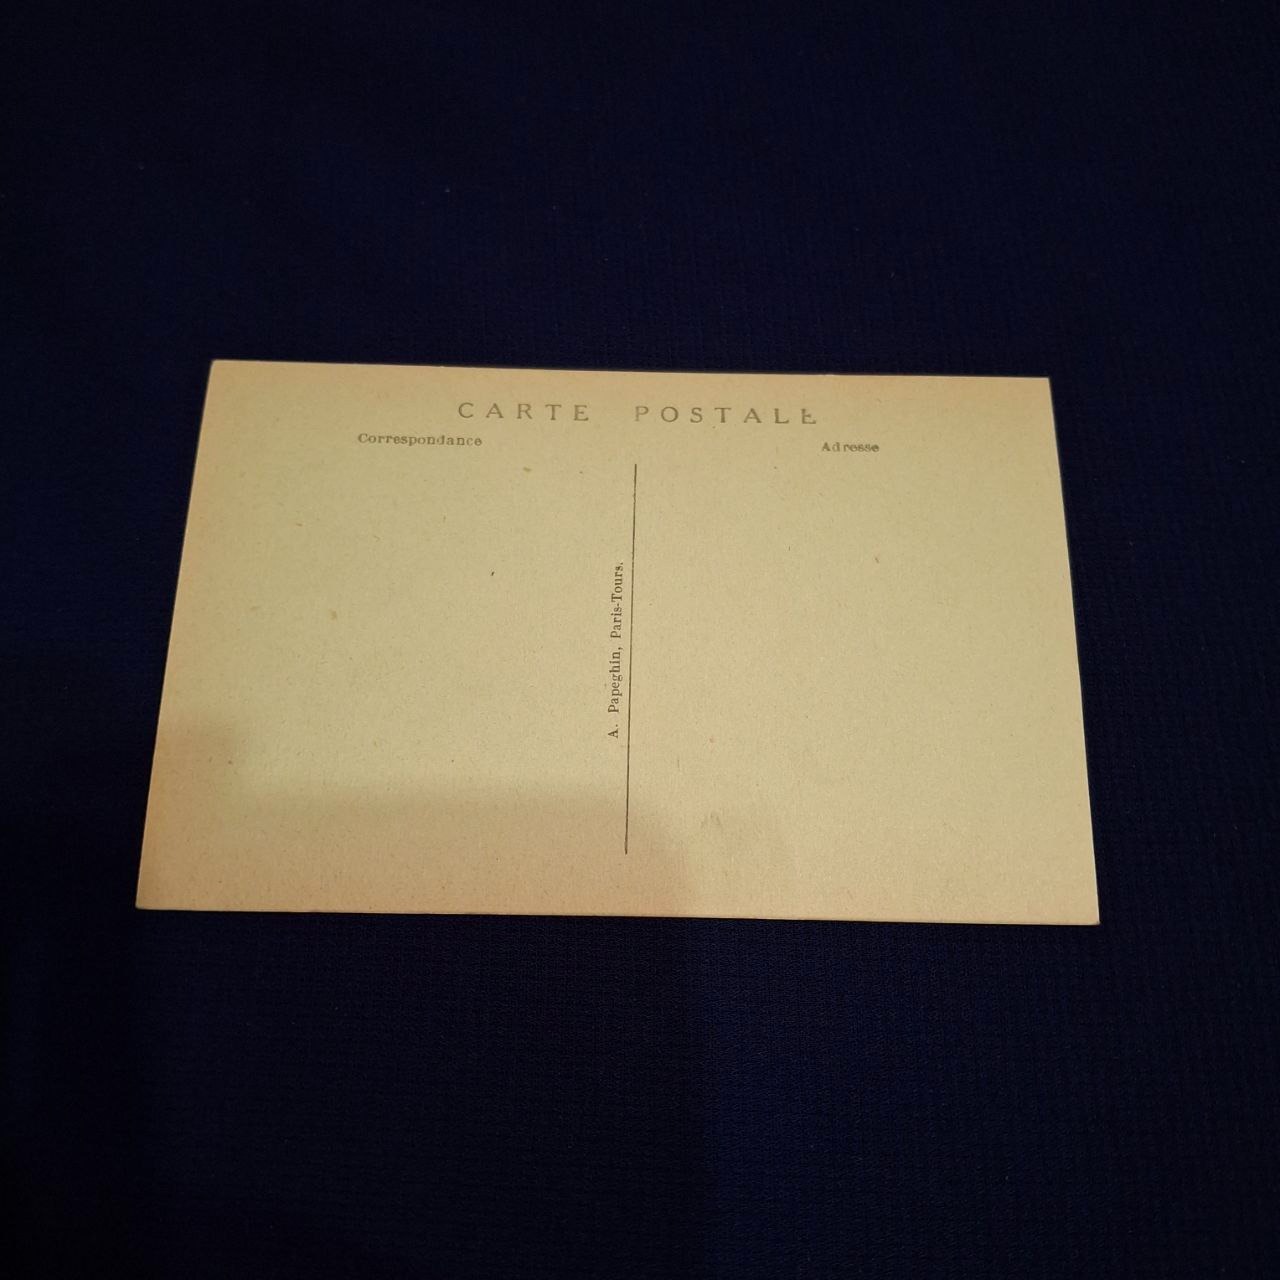 CARTE POSTALE
Correspondance
Adresse
A. Papeghin, Paris-Tours.